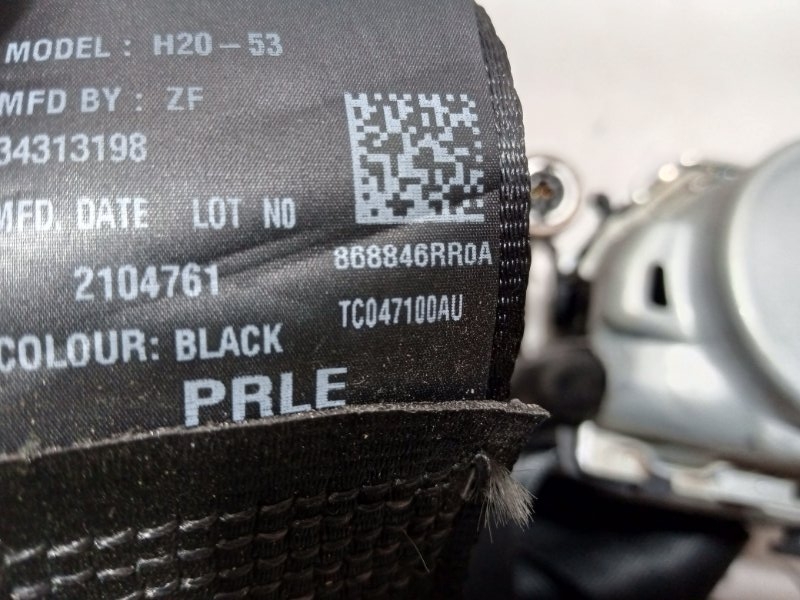 MODEL : H20-53
MFD BY : ZF
34313198
MFD. DATE LOT NO
2104761
868846RR0A
TC047100AU
COLOUR: BLACK
PRLE